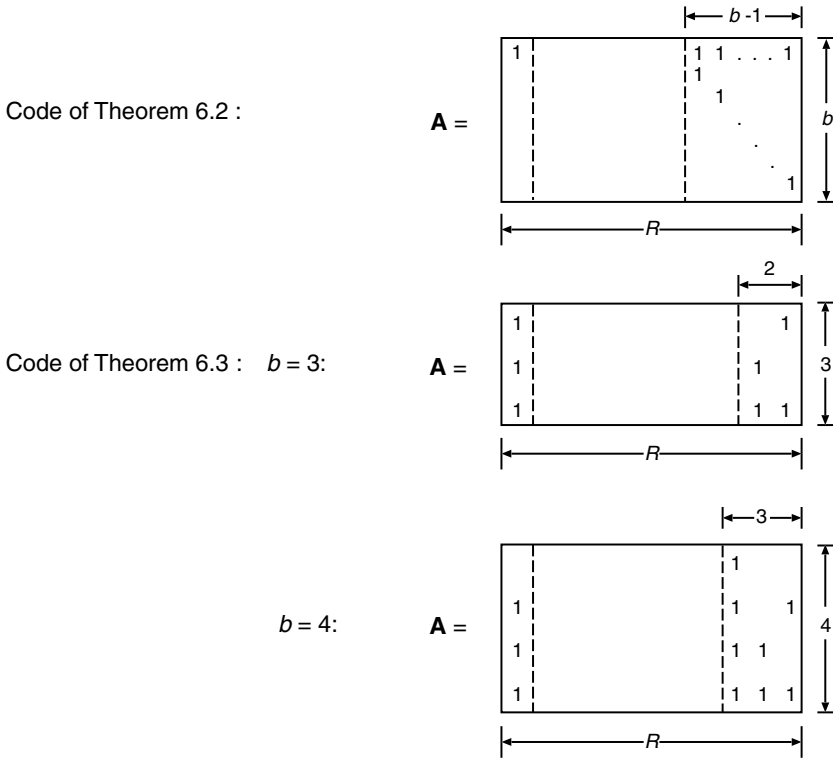 b -1
1 1 1 . . . 1
1
Code of Theorem 6.2 : A = 1 b
.
.
.
1
R
2
1 1
Code of Theorem 6.3 : b = 3: A = 1 1 3
1 1 1
R
3
1
1 1 1
b = 4: A = 4
1 1 1
1 1 1 1
R